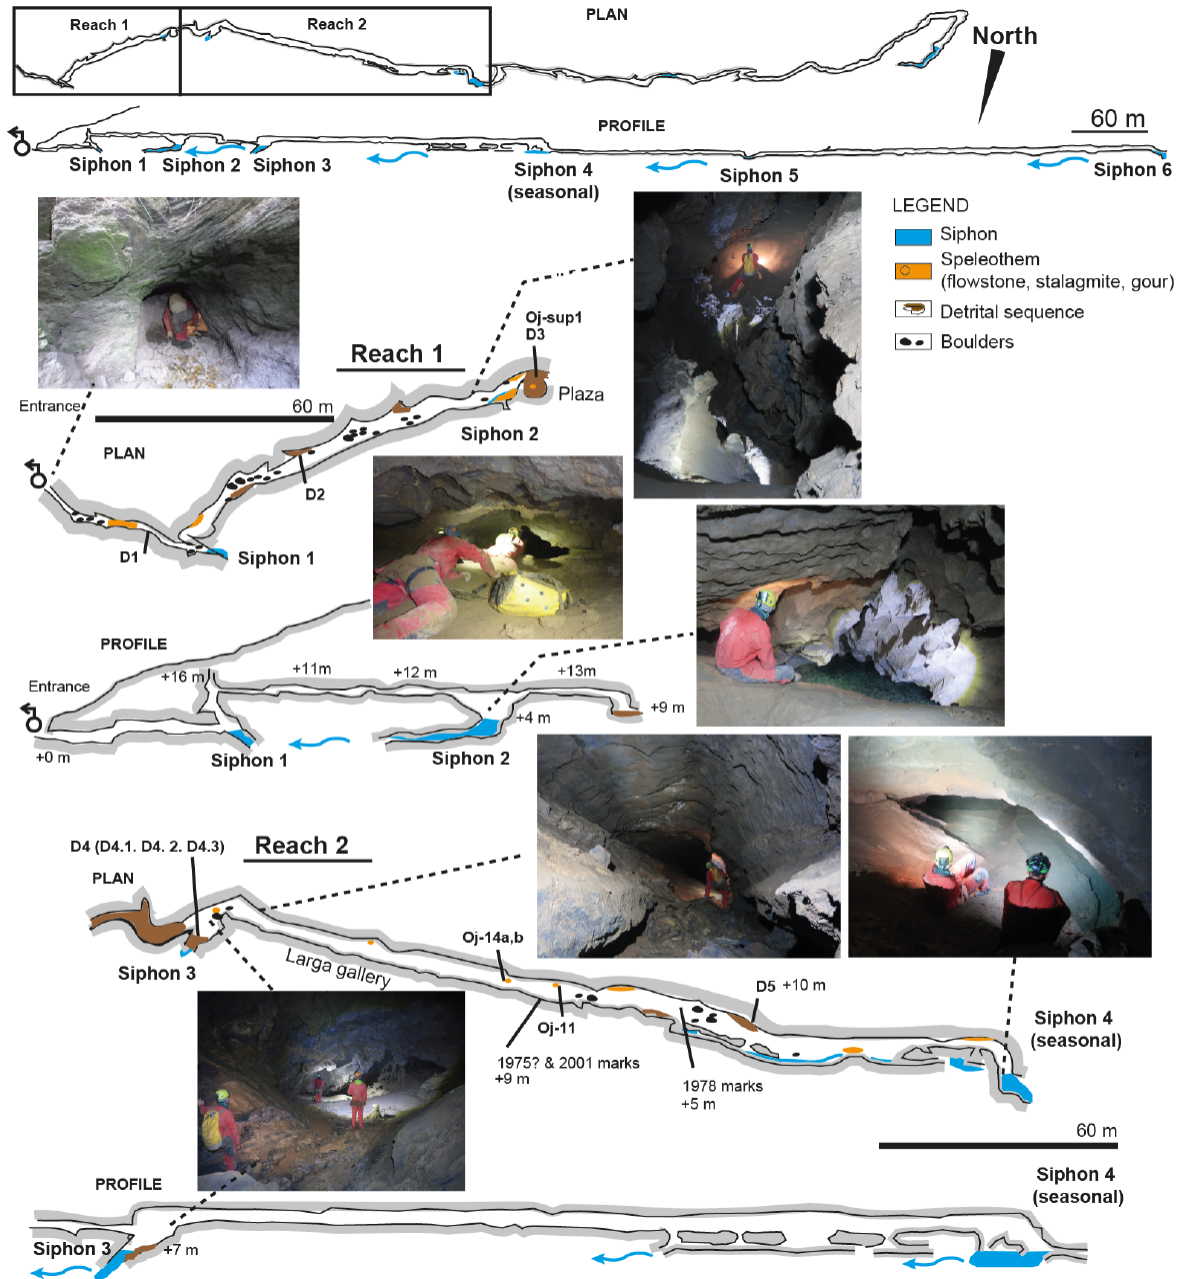 PLAN
Reach 1
Reach 2
North
PROFILE
60 m
Siphon 1
Siphon 2
Siphon 3
Siphon 4
(seasonal)
Siphon 5
Siphon 6
LEGEND
Siphon
Speleothem
(flowstone, stalagmite, gour)
Detrital sequence
Boulders
Oj-sup1
D3
Reach 1
Plaza
Entrance
60 m
Siphon 2
PLAN
D2
D1
Siphon 1
PROFILE
+16 m
+11m
+12 m
+13m
Entrance
+9 m
+4 m
+0 m
Siphon 1
Siphon 2
D4 (D4.1. D4. 2. D4.3)
Reach 2
PLAN
Oj-14a,b
Siphon 3
Larga gallery
D5 +10 m
Oj-11
Siphon 4
(seasonal)
1975? & 2001 marks
+9 m
1978 marks
+5 m
60 m
Siphon 4
(seasonal)
PROFILE
Siphon 3
+7 m